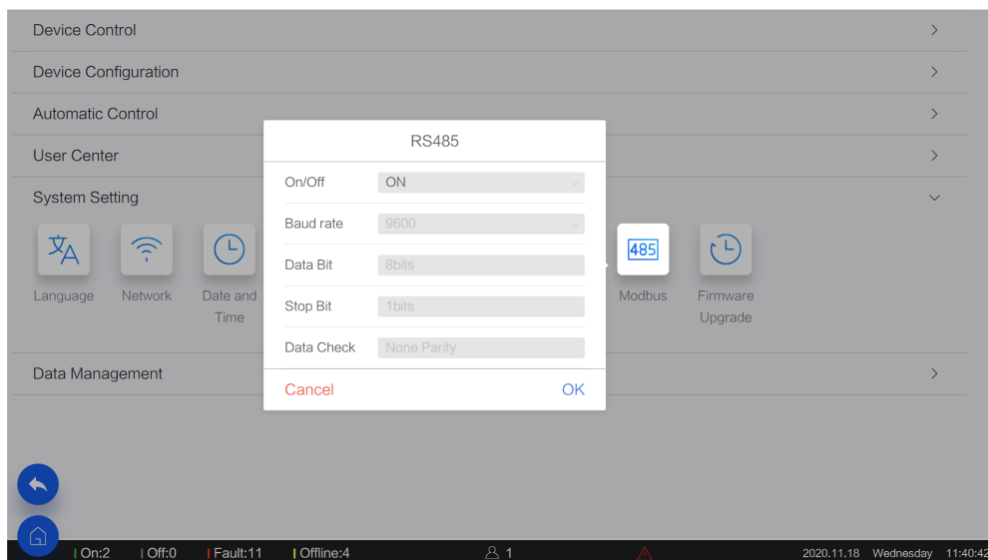 Device Control
Device Configuration
Automatic Control
User Center
System Setting
文A
485
Language
Network
Date and
Time
Modbus
Firmware
Upgrade
Data Management
RS485
On/Off ON
Baud rate 9600
Data Bit 8bits
Stop Bit 1bits
Data Check None Parity
Cancel OK
On:2 Off:0 Fault:11 Offline:4 1 2020.11.18 Wednesday 11:40:42